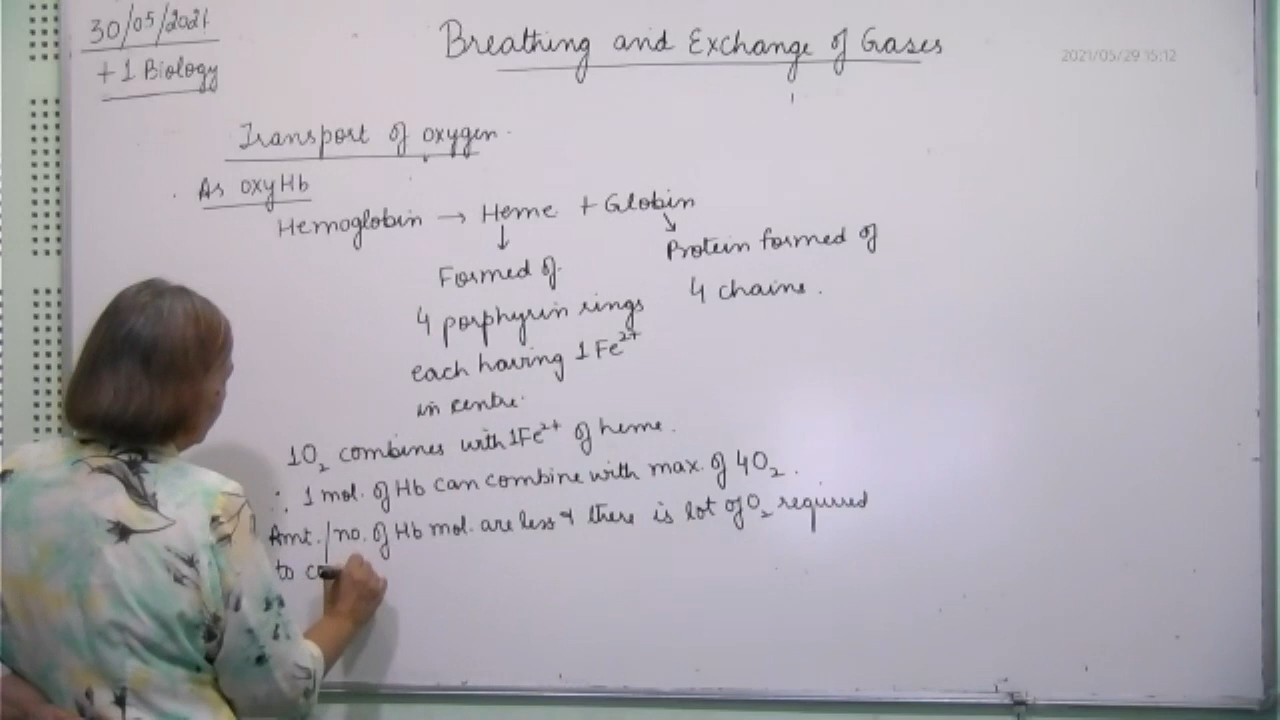 30/05/2021
+1 Biology
Breathing and Exchange of Gases
2021/05/29 15:12
Transport of oxygen.
As oxyHb
Hemoglobin → Heme + Globin
↓ ↘
Formed of
4 porphyrin rings
each having 1Fe²⁺
in centre.
Protein formed of
4 chains.
1O₂ combines with 1Fe²⁺ of heme.
∴ 1 mol. of Hb can combine with max. of 4O₂.
Amt./no. of Hb mol. are less & there is lot of O₂ required
to co